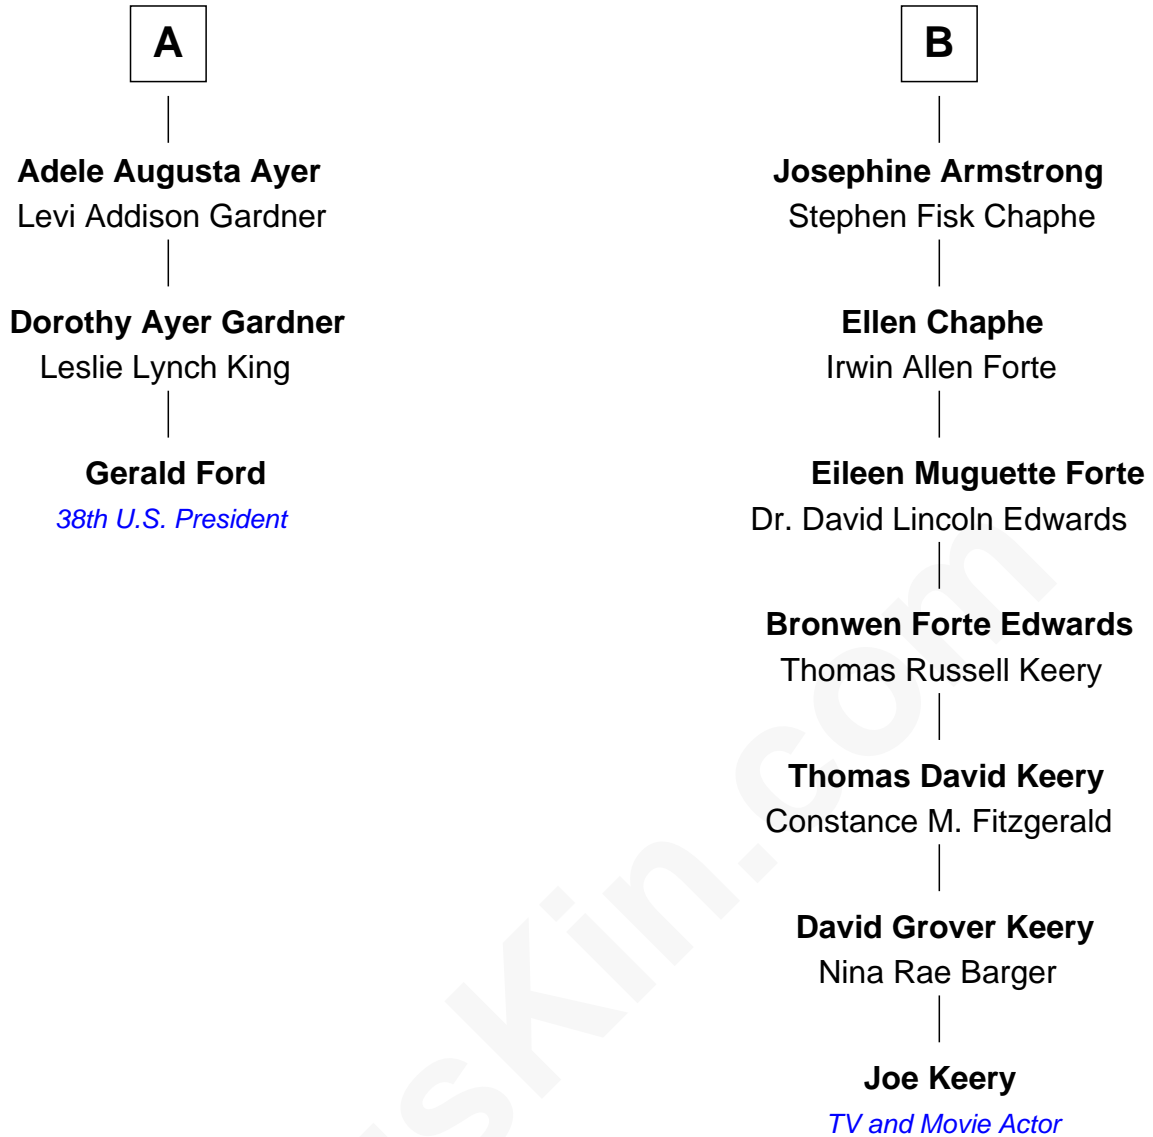 A
Adele Augusta Ayer
Levi Addison Gardner
Dorothy Ayer Gardner
Leslie Lynch King
Gerald Ford
38th U.S. President
B
Josephine Armstrong
Stephen Fisk Chaphe
Ellen Chaphe
Irwin Allen Forte
Eileen Muguette Forte
Dr. David Lincoln Edwards
Bronwen Forte Edwards
Thomas Russell Keery
Thomas David Keery
Constance M. Fitzgerald
David Grover Keery
Nina Rae Barger
Joe Keery
TV and Movie Actor
sKin.com